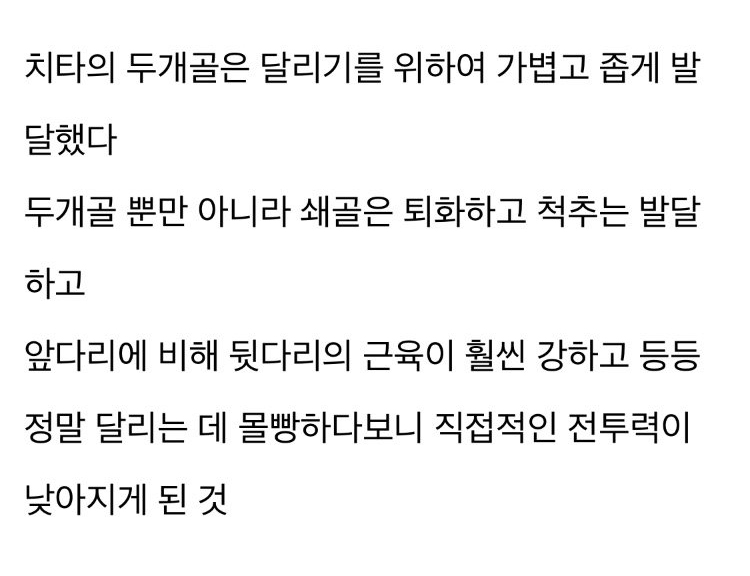 치타의 두개골은 달리기를 위하여 가볍고 좁게 발
달했다
두개골 뿐만 아니라 쇄골은 퇴화하고 척추는 발달
하고
앞다리에 비해 뒷다리의 근육이 훨씬 강하고 등등
정말 달리는 데 몰빵하다보니 직접적인 전투력이
낮아지게 된 것